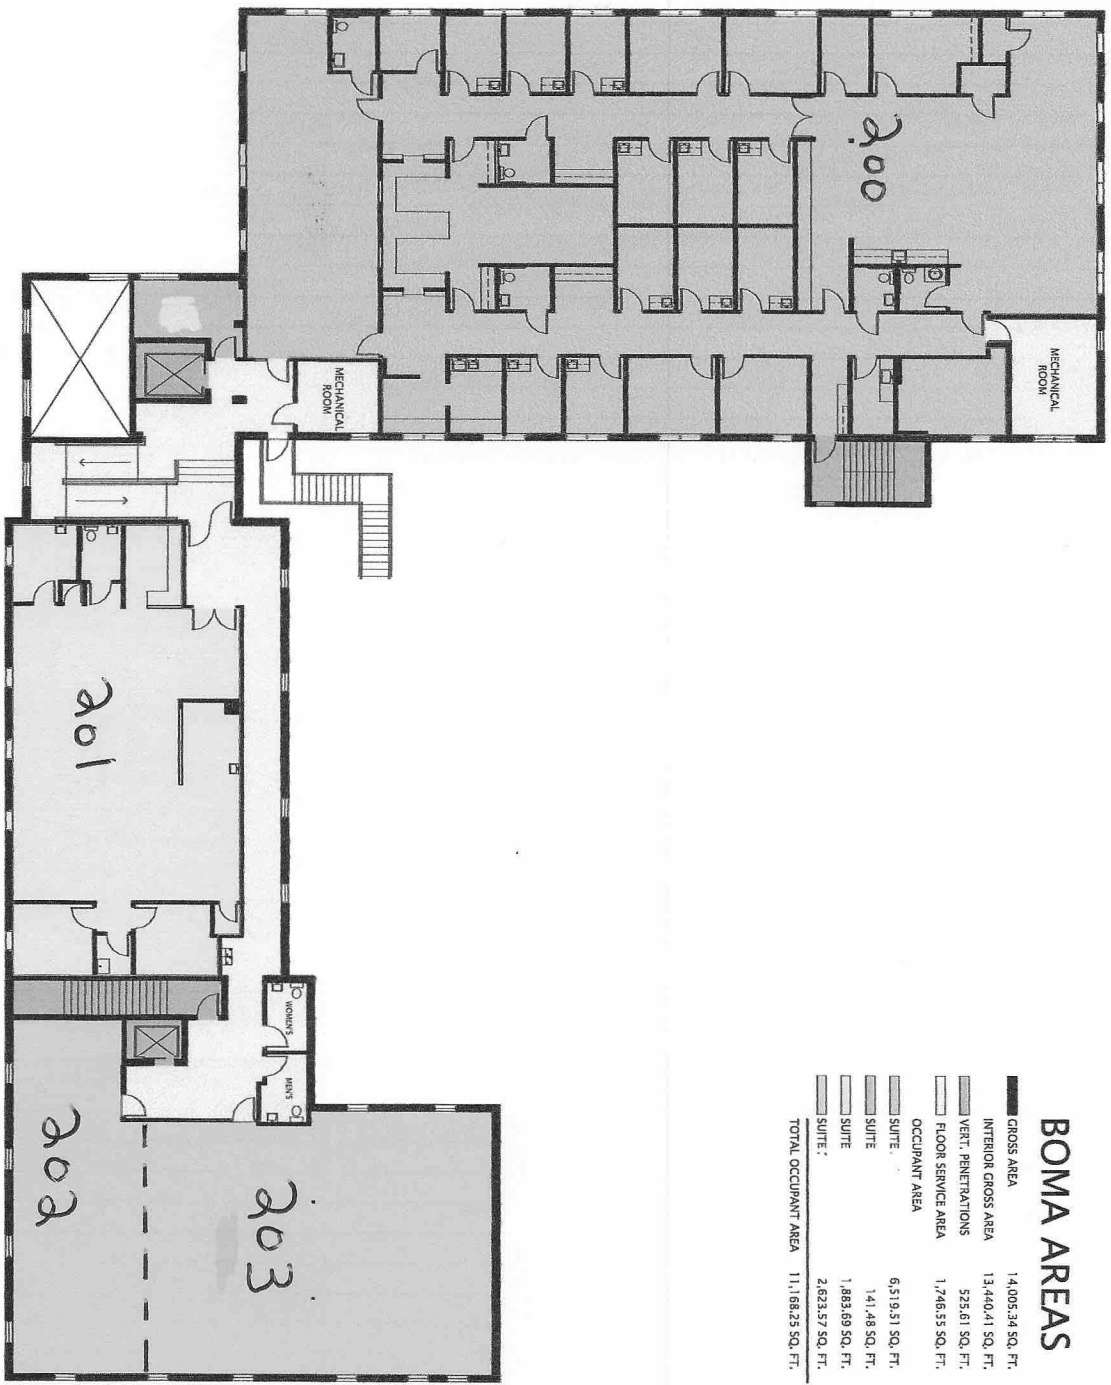 BOMA AREAS
GROSS AREA 14,005.34 SQ. FT.
INTERIOR GROSS AREA 13,440.41 SQ. FT.
VERT. PENETRATIONS 525.61 SQ. FT.
FLOOR SERVICE AREA 1,746.55 SQ. FT.
OCCUPANT AREA
SUITE 6,519.51 SQ. FT.
SUITE 141.48 SQ. FT.
SUITE 1,883.69 SQ. FT.
SUITE 2,623.57 SQ. FT.
TOTAL OCCUPANT AREA 11,168.25 SQ. FT.
MECHANICAL
ROOM
200
MECHANICAL
ROOM
201
WOMEN'S
MEN'S
203
202